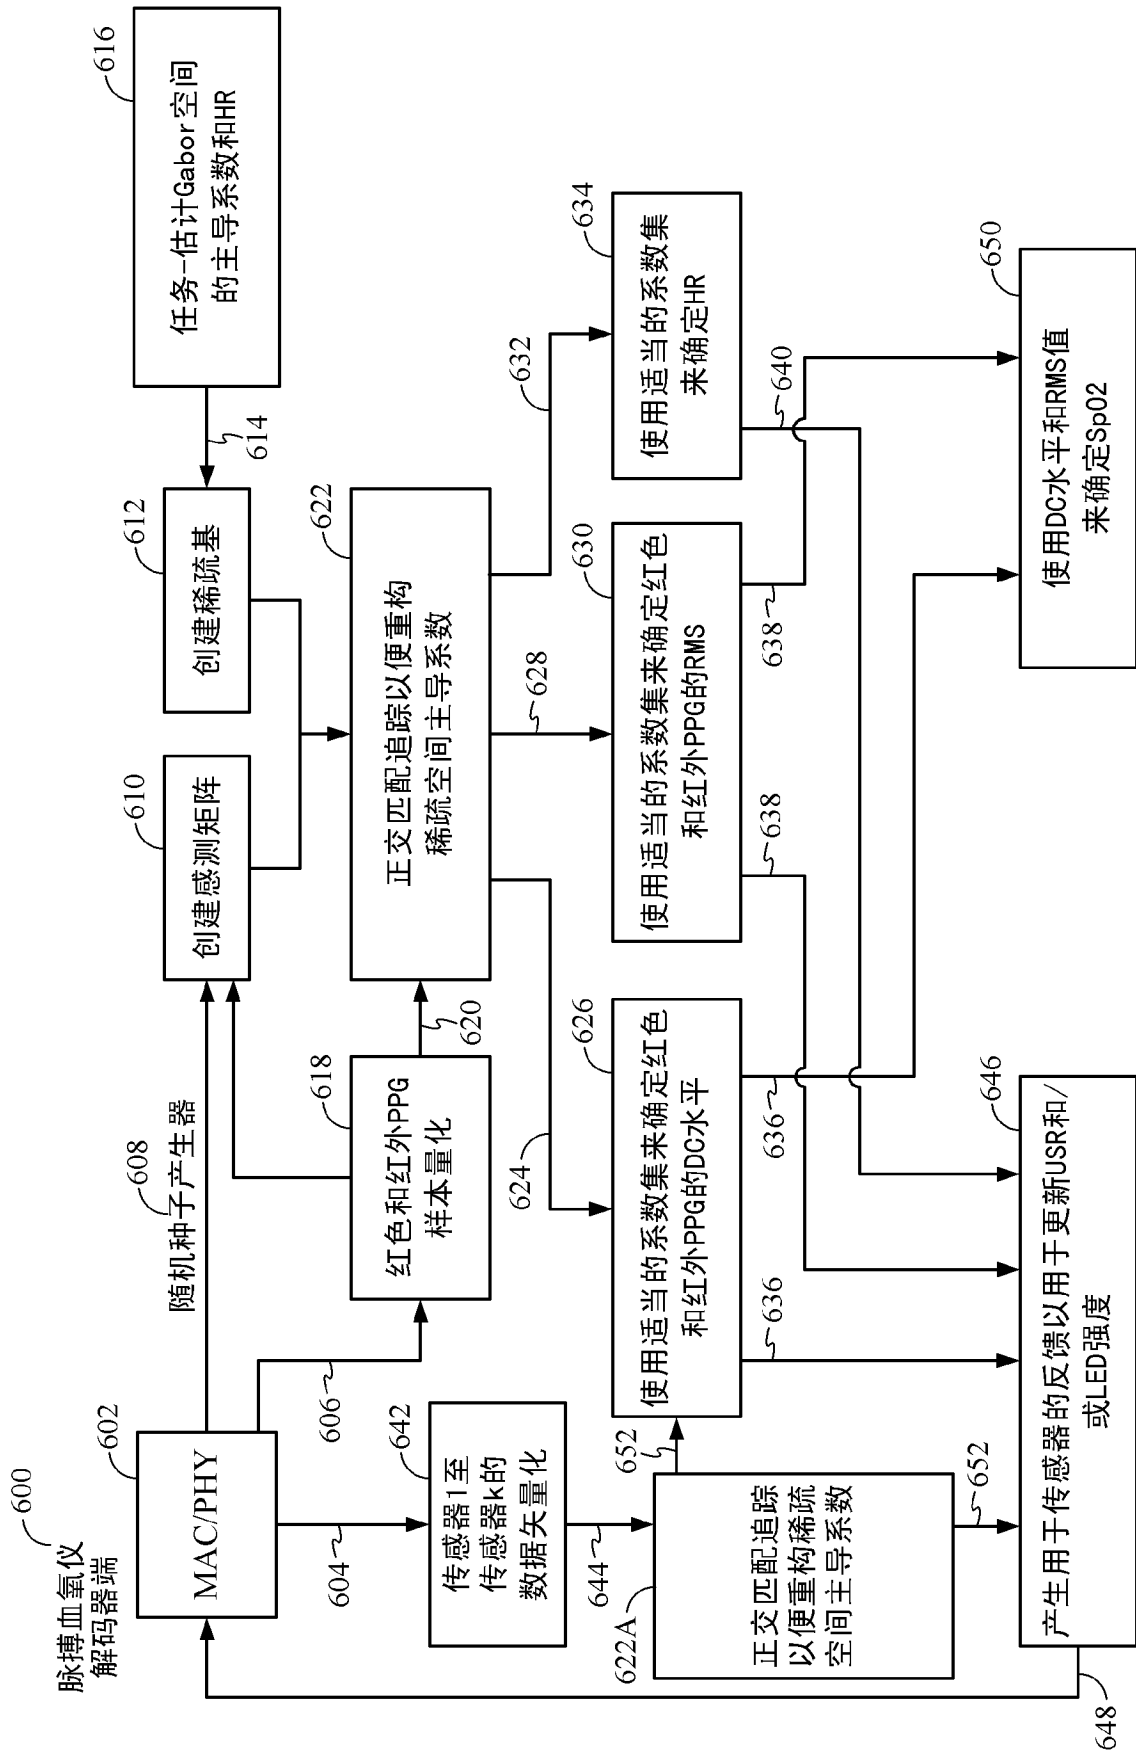 600
脉搏血氧仪
解码器端
602
MAC/PHY
608
随机种子产生器
610
创建感测矩阵
612
创建稀疏基
614
616
任务-估计Gabor空间
的主导系数和HR
604
606
618
红色和红外PPG
样本量化
620
622
正交匹配追踪以便重构
稀疏空间主导系数
642
传感器1至
传感器k的
数据矢量化
644
624
628
632
622A
正交匹配追踪
以便重构稀疏
空间主导系数
652
626
使用适当的系数集来确定红色
和红外PPG的DC水平
630
使用适当的系数集来确定红色
和红外PPG的RMS
634
使用适当的系数集
来确定HR
652
636
636
638
638
640
646
产生用于传感器的反馈以用于更新USR和/
或LED强度
648
650
使用DC水平和RMS值
来确定SpO2